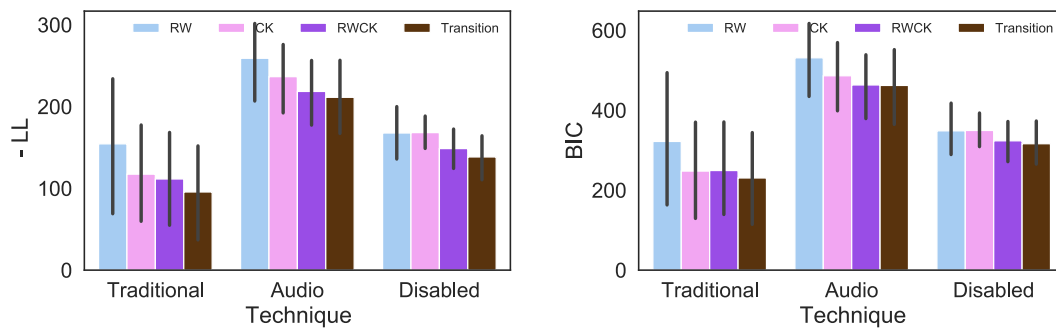 300
200
100
0
- LL
RW
CK
RWCK
Transition
Traditional
Audio
Disabled
Technique
600
400
200
0
BIC
RW
CK
RWCK
Transition
Traditional
Audio
Disabled
Technique